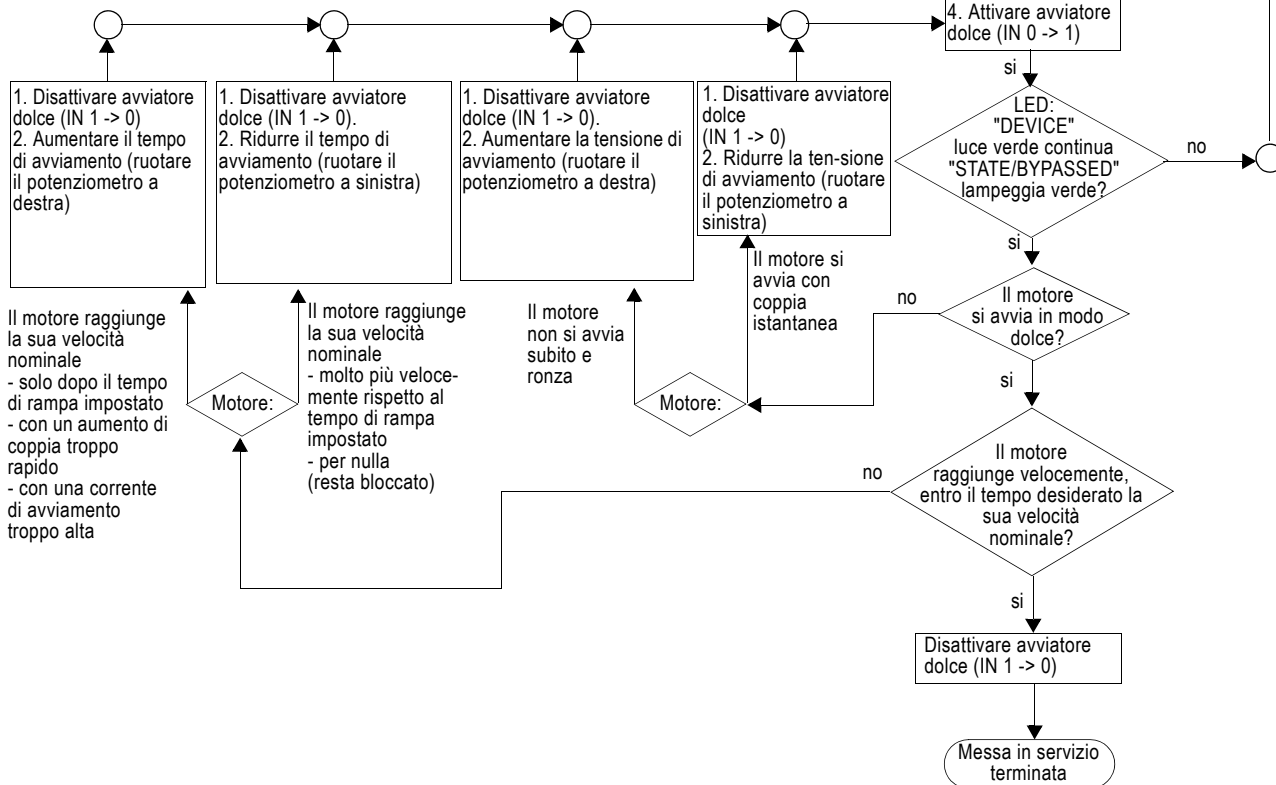 4. Attivare avviatore
dolce (IN 0 -> 1)
si
1. Disattivare avviatore
dolce (IN 1 -> 0)
2. Aumentare il tempo
di avviamento (ruotare
il potenziometro a
destra)
1. Disattivare avviatore
dolce (IN 1 -> 0).
2. Ridurre il tempo di
avviamento (ruotare il
potenziometro a sinistra)
1. Disattivare avviatore
dolce (IN 1 -> 0).
2. Aumentare la tensione di
avviamento (ruotare il
potenziometro a destra)
1. Disattivare avviatore
dolce
(IN 1 -> 0)
2. Ridurre la ten-sione
di avviamento (ruotare
il potenziometro a
sinistra)
LED:
"DEVICE"
luce verde continua
"STATE/BYPASSED"
lampeggia verde?
no
si
Il motore raggiunge
la sua velocità
nominale
- solo dopo il tempo
di rampa impostato
- con un aumento di
coppia troppo
rapido
- con una corrente
di avviamento
troppo alta
Motore:
Il motore raggiunge
la sua velocità
nominale
- molto più veloce-
mente rispetto al
tempo di rampa
impostato
- per nulla
(resta bloccato)
Il motore
non si avvia
subito e
ronza
Motore:
Il motore si
avvia con
coppia
istantanea
no
Il motore
si avvia in modo
dolce?
si
no
Il motore
raggiunge velocemente,
entro il tempo desiderato la
sua velocità
nominale?
si
Disattivare avviatore
dolce (IN 1 -> 0)
Messa in servizio
terminata